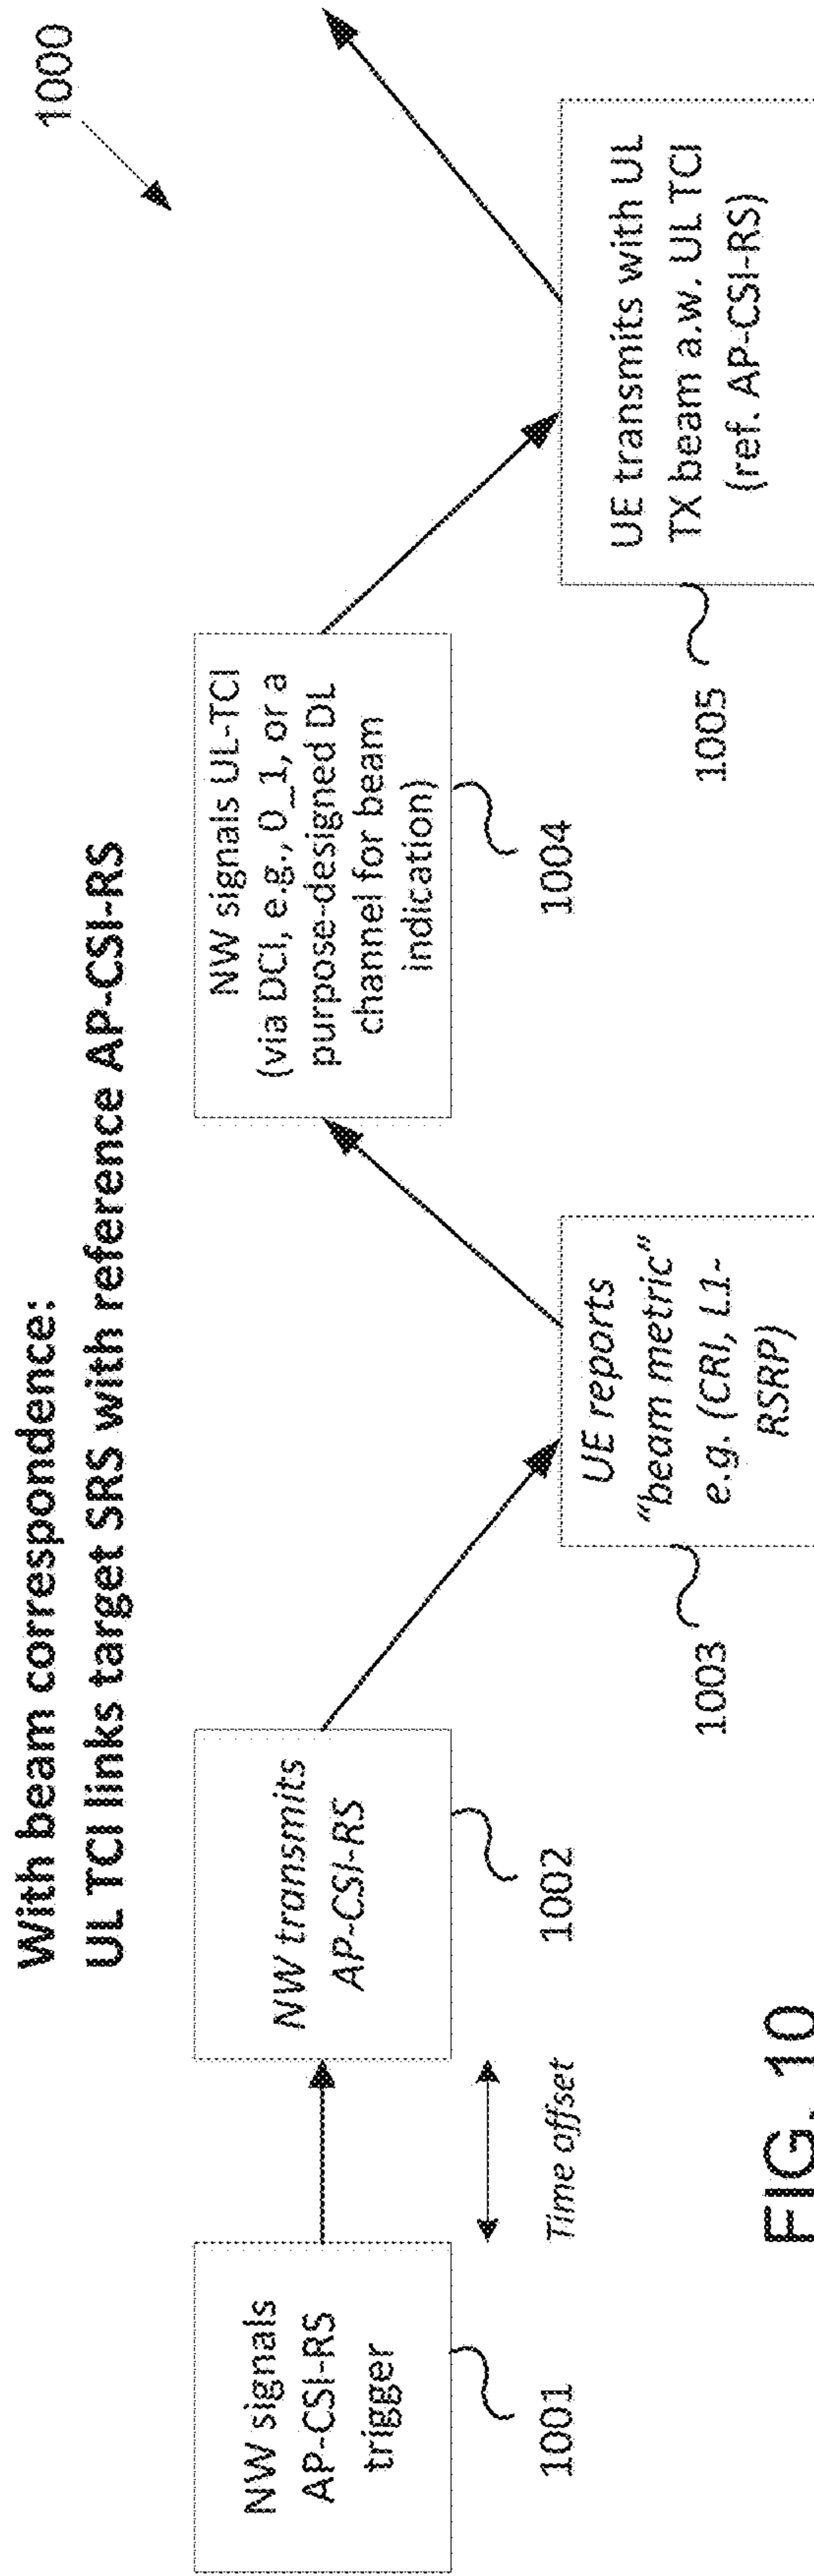 1000
With beam correspondence:
UL TCI links target SRS with reference AP-CSI-RS
NW signals
AP-CSI-RS
trigger
1001
Time offset
NW transmits
AP-CSI-RS
1002
UE reports
"beam metric"
e.g. (CRI, L1-
RSRP)
1003
NW signals UL-TCI
(via DCI, e.g., 0_1, or a
purpose-designed DL
channel for beam
indication)
1004
UE transmits with UL
TX beam a.w. UL TCI
(ref. AP-CSI-RS)
1005
FIG. 10